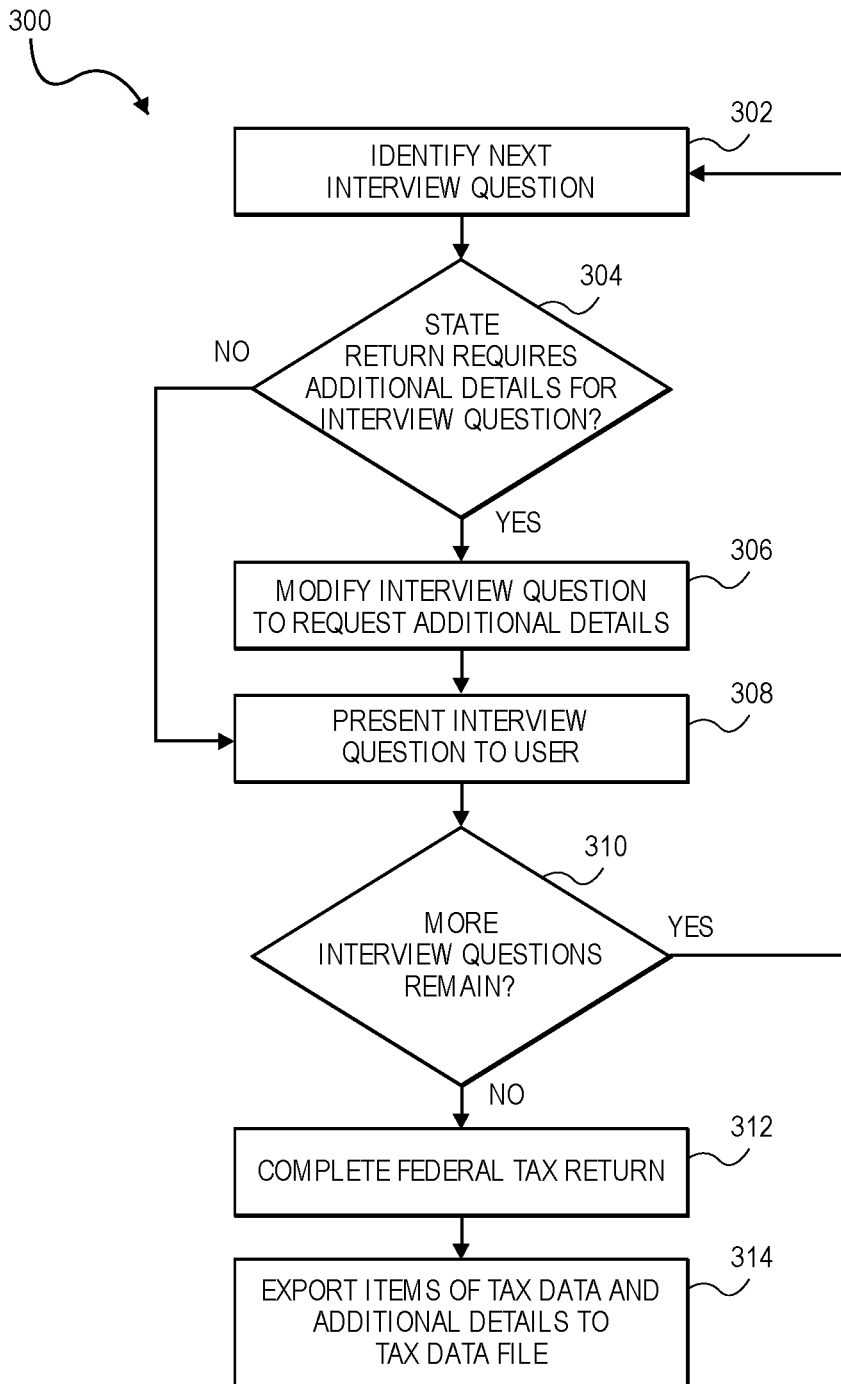 300
302
IDENTIFY NEXT
INTERVIEW QUESTION
304
STATE
RETURN REQUIRES
ADDITIONAL DETAILS FOR
INTERVIEW QUESTION?
NO
YES
306
MODIFY INTERVIEW QUESTION
TO REQUEST ADDITIONAL DETAILS
308
PRESENT INTERVIEW
QUESTION TO USER
310
MORE
INTERVIEW QUESTIONS
REMAIN?
YES
NO
312
COMPLETE FEDERAL TAX RETURN
314
EXPORT ITEMS OF TAX DATA AND
ADDITIONAL DETAILS TO
TAX DATA FILE